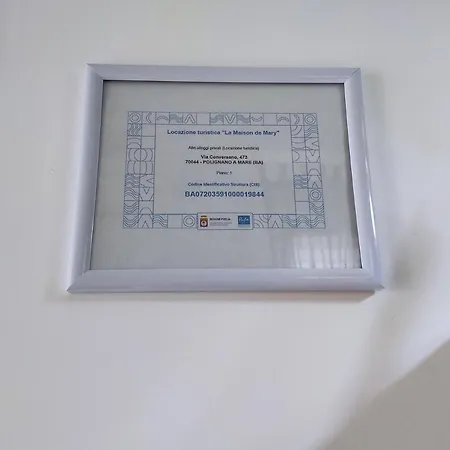 Locazione turistica "La Maison de Mary"
Altri alloggi privati (Locazione turistica)
Via Conversano, 473
70044 - POLIGNANO A MARE (BA)
Piano: 1
Codice Identificativo Struttura (CIS)
BA07203591000019844